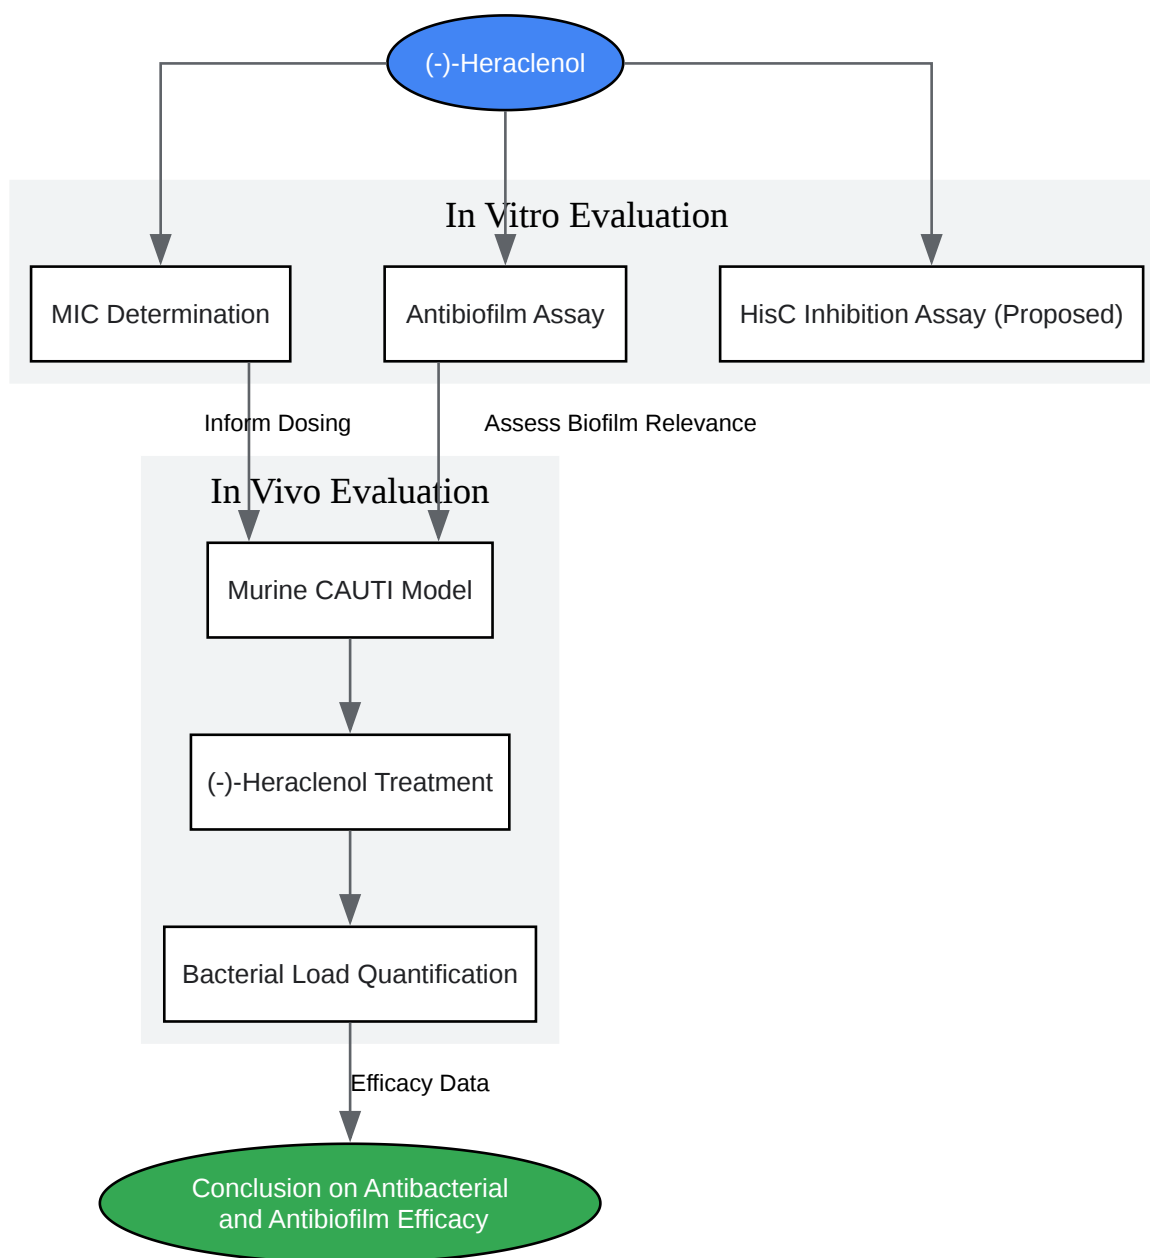 (-)-Heraclenol
In Vitro Evaluation
MIC Determination
Antibiofilm Assay
HisC Inhibition Assay (Proposed)
Inform Dosing
Assess Biofilm Relevance
In Vivo Evaluation
Murine CAUTI Model
(-)-Heraclenol Treatment
Bacterial Load Quantification
Efficacy Data
Conclusion on Antibacterial
and Antibiofilm Efficacy